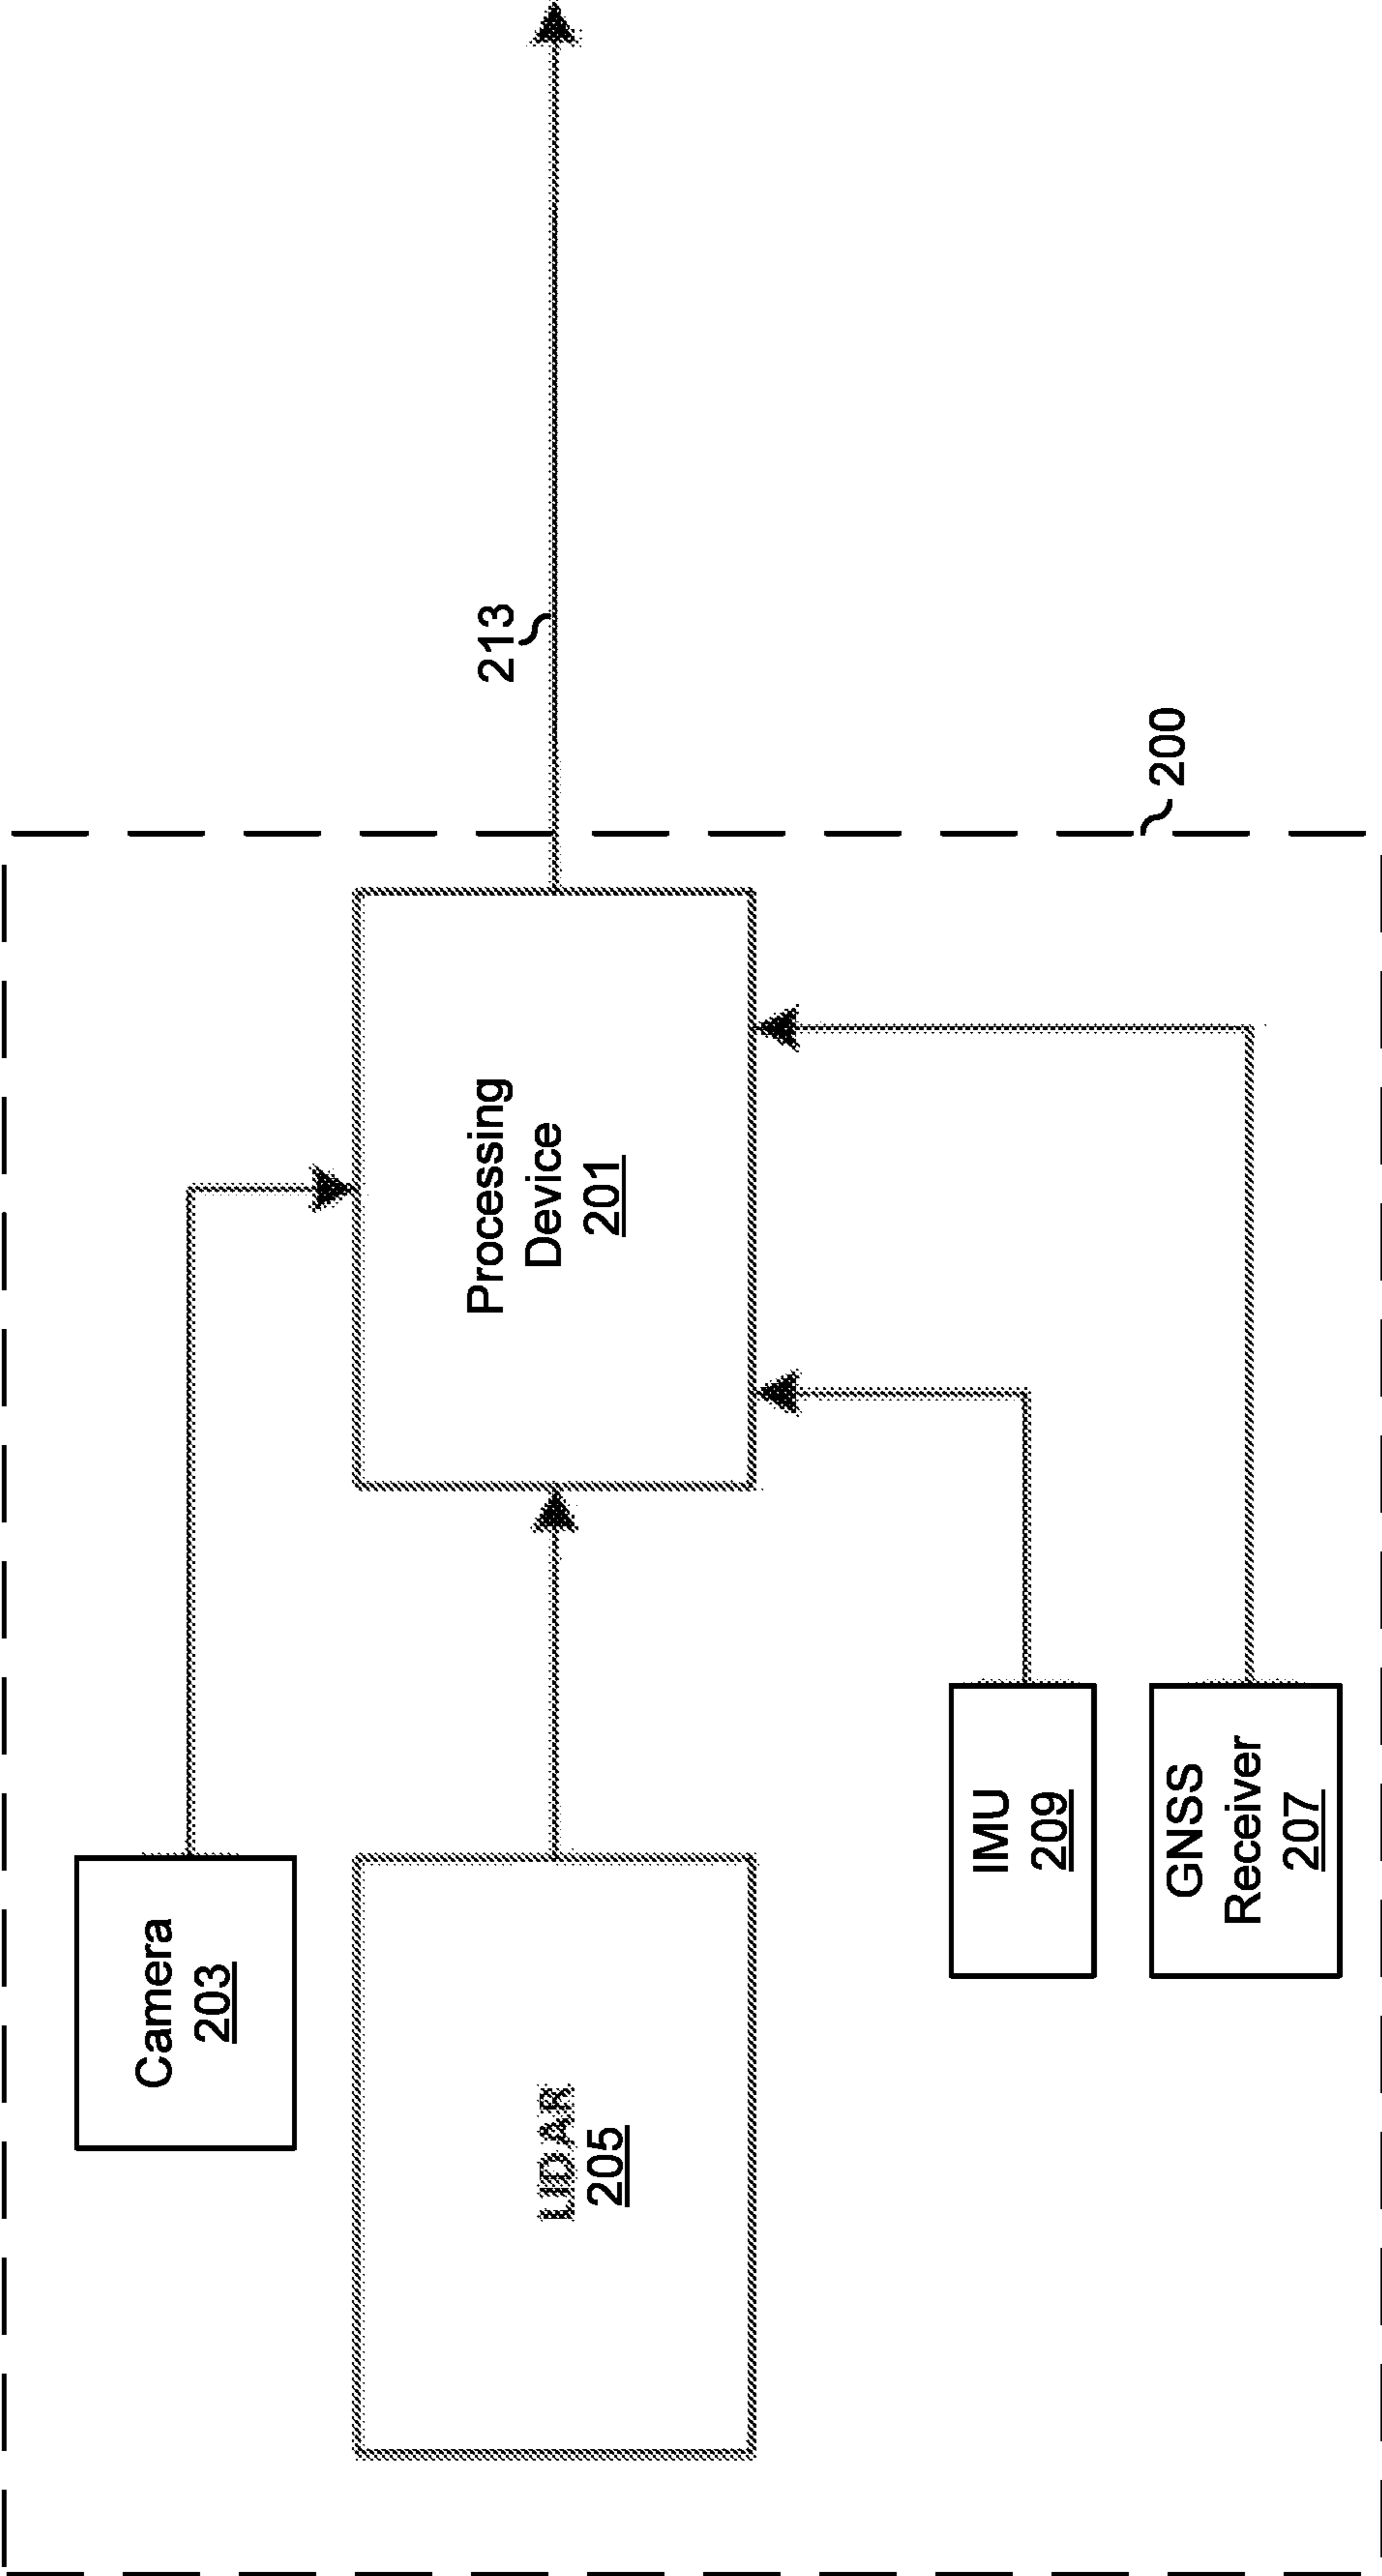 Camera
203
LIDAR
205
Processing
Device
201
213
IMU
209
GNSS
Receiver
207
200